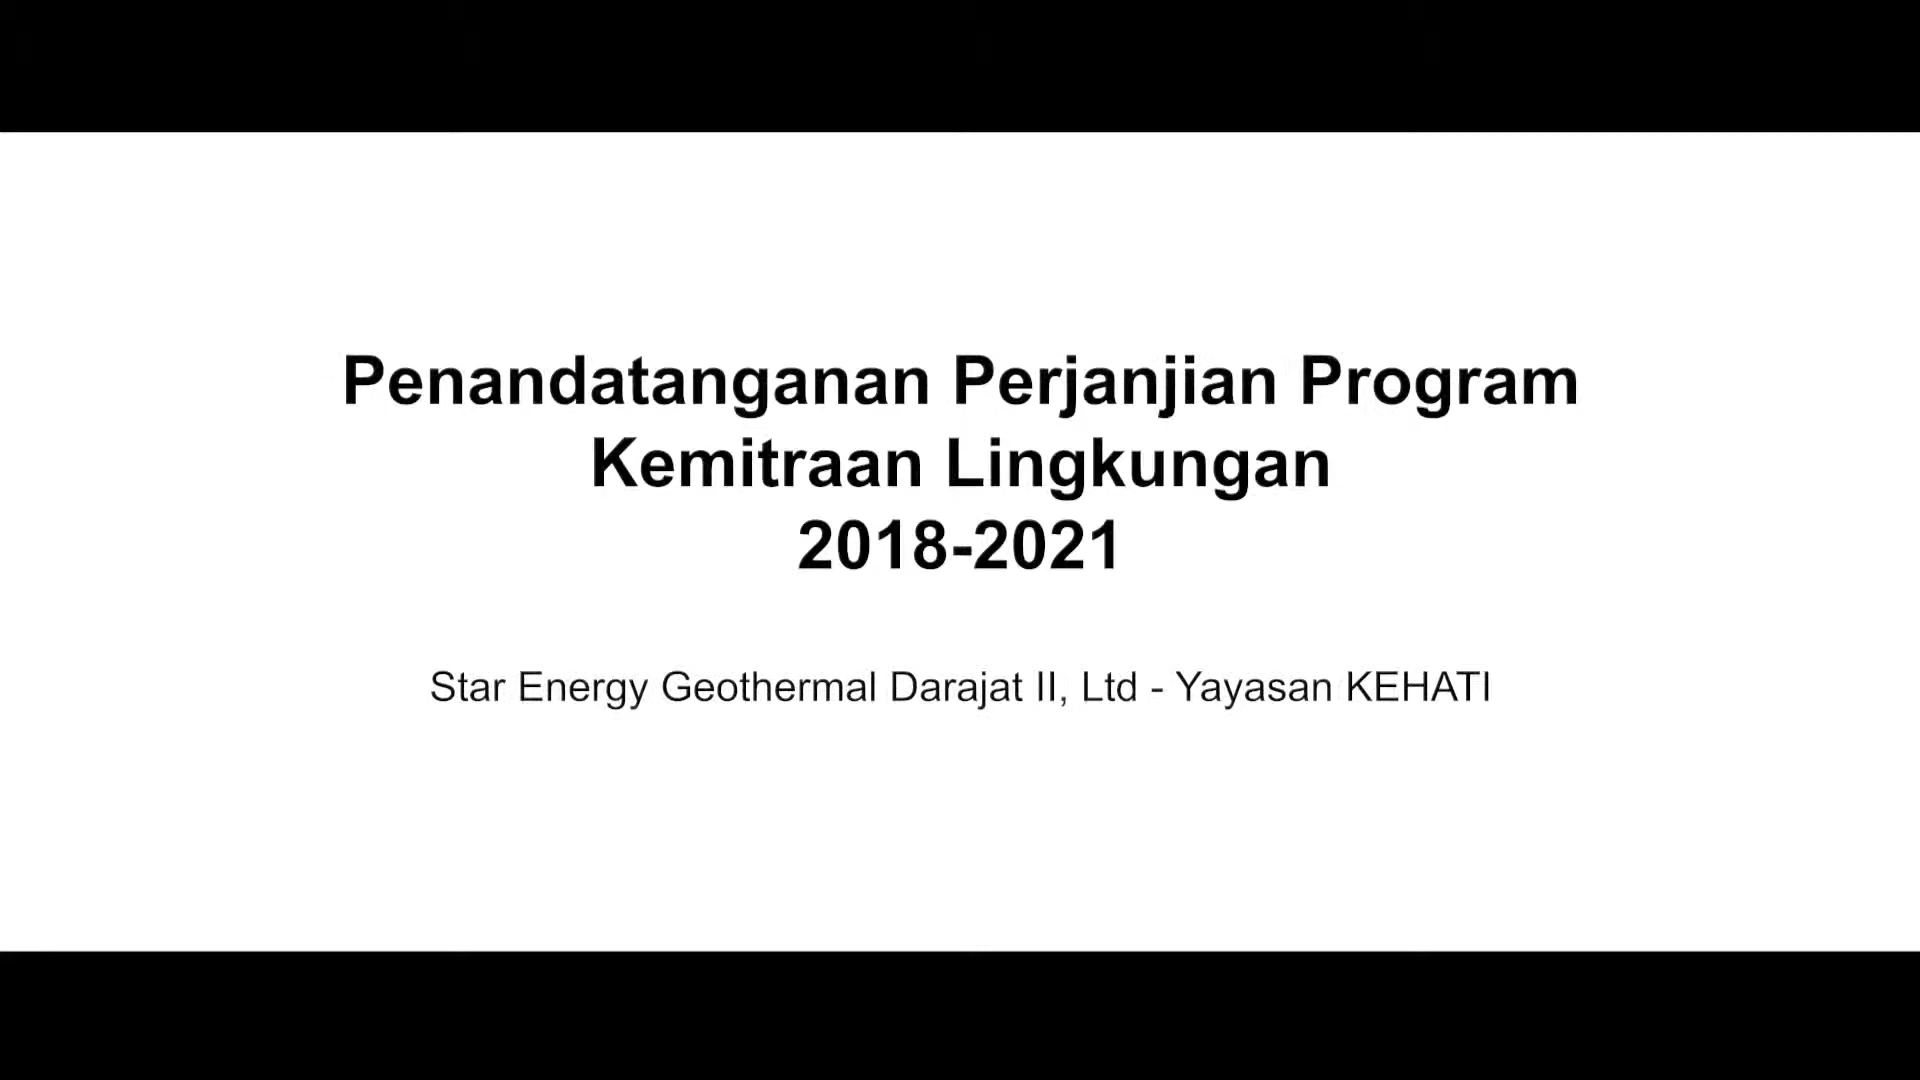 Penandatanganan Perjanjian Program
Kemitraan Lingkungan
2018-2021
Star Energy Geothermal Darajat II, Ltd - Yayasan KEHATI